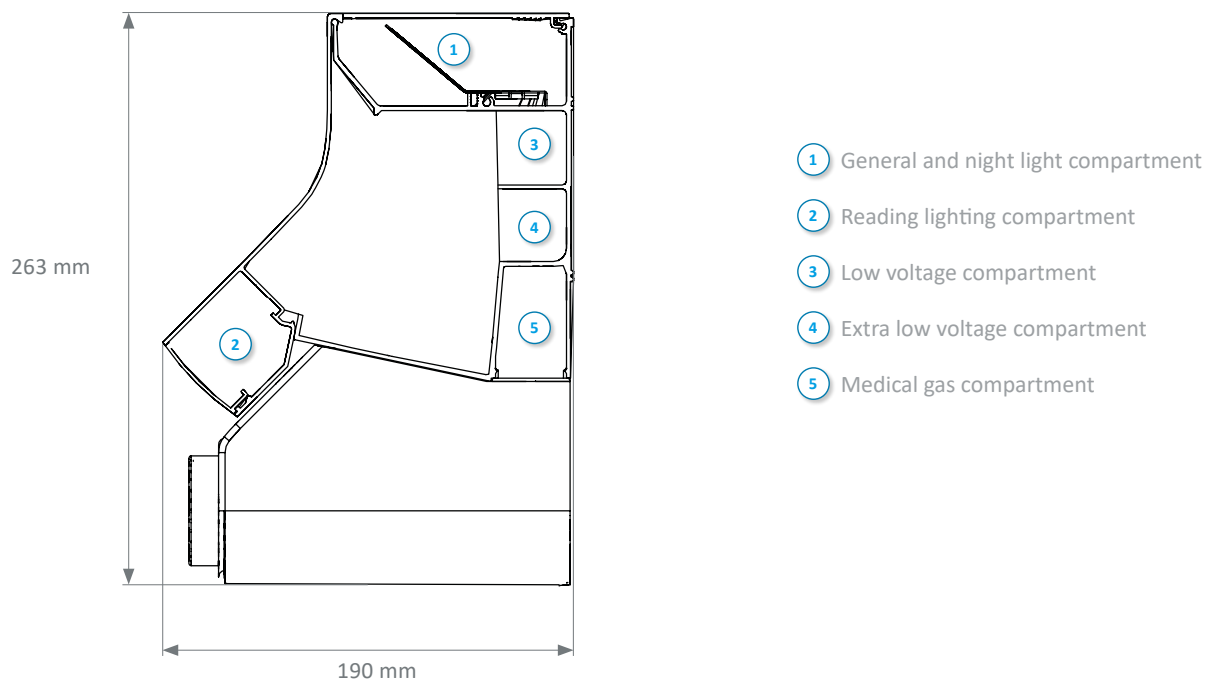 1
3
4
5
2
263 mm
190 mm
1 General and night light compartment
2 Reading lighting compartment
3 Low voltage compartment
4 Extra low voltage compartment
5 Medical gas compartment